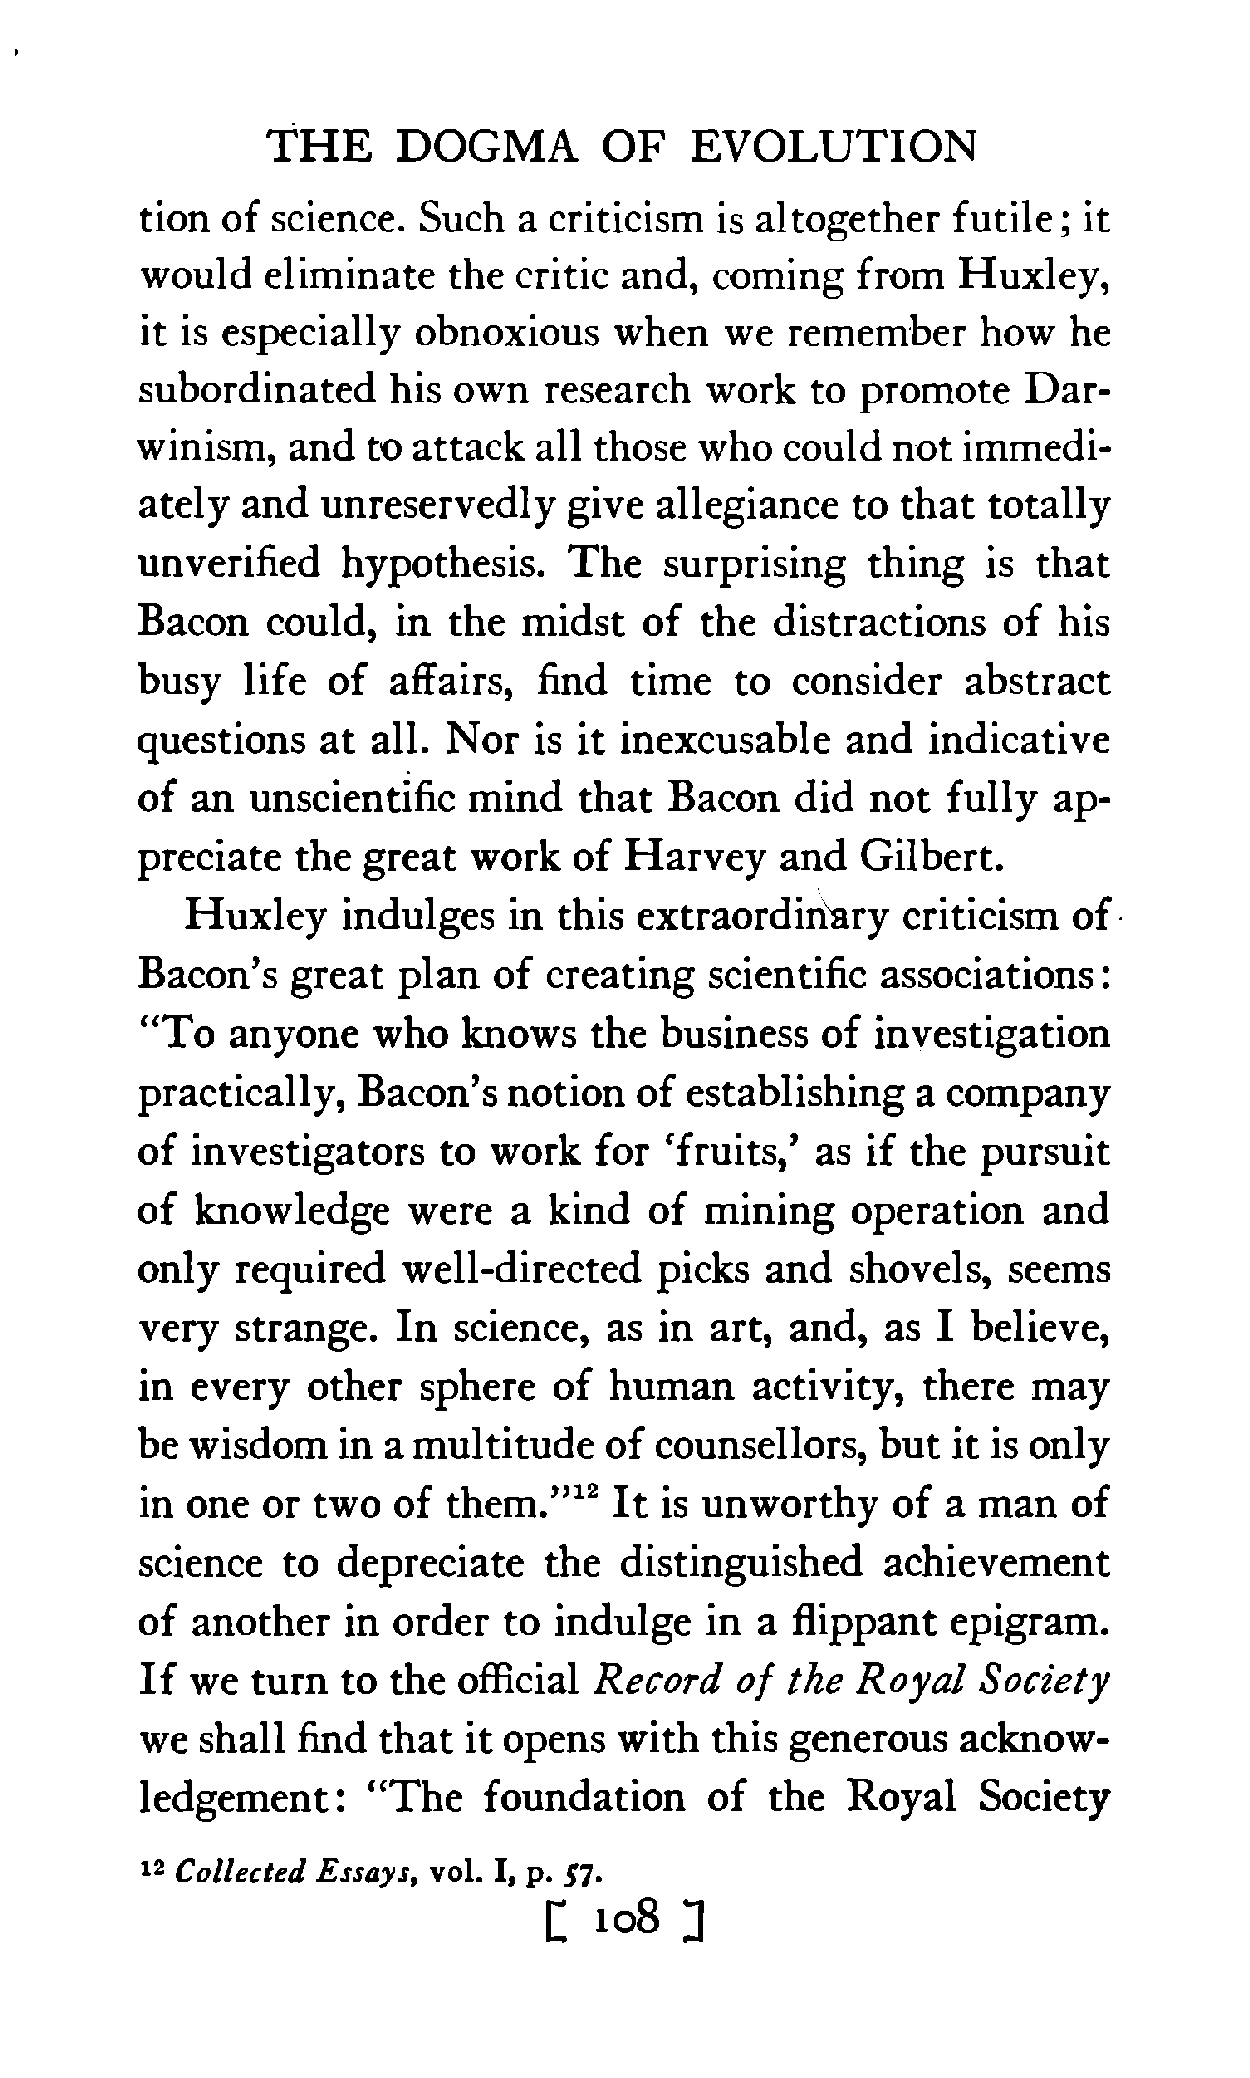 THE DOGMA OF EVOLUTION
tion of science. Such a criticism is altogether futile; it
would eliminate the critic and, coming from Huxley,
it is especially obnoxious when we remember how he
subordinated his own research work to promote Dar-
winism, and to attack all those who could not immedi-
ately and unreservedly give allegiance to that totally
unverified hypothesis. The surprising thing is that
Bacon could, in the midst of the distractions of his
busy life of affairs, find time to consider abstract
questions at all. Nor is it inexcusable and indicative
of an unscientific mind that Bacon did not fully ap-
preciate the great work of Harvey and Gilbert.
Huxley indulges in this extraordinary criticism of
Bacon's great plan of creating scientific associations:
"To anyone who knows the business of investigation
practically, Bacon's notion of establishing a company
of investigators to work for 'fruits,' as if the pursuit
of knowledge were a kind of mining operation and
only required well-directed picks and shovels, seems
very strange. In science, as in art, and, as I believe,
in every other sphere of human activity, there may
be wisdom in a multitude of counsellors, but it is only
in one or two of them."¹² It is unworthy of a man of
science to depreciate the distinguished achievement
of another in order to indulge in a flippant epigram.
If we turn to the official Record of the Royal Society
we shall find that it opens with this generous acknow-
ledgement: "The foundation of the Royal Society
¹² Collected Essays, vol. I, p. 57.
[ 108 ]